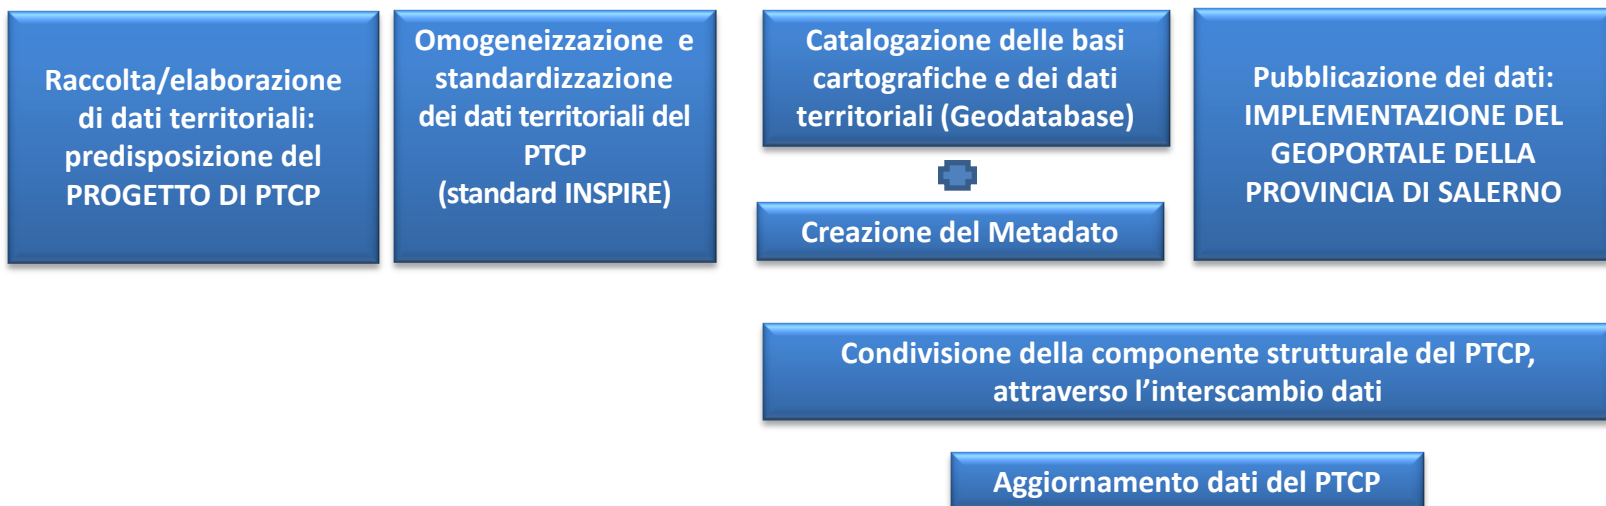 Raccolta/elaborazione
di dati territoriali:
predisposizione del
PROGETTO DI PTCP
Omogeneizzazione e
standardizzazione
dei dati territoriali del
PTCP
(standard INSPIRE)
Catalogazione delle basi
cartografiche e dei dati
territoriali (Geodatabase)
Creazione del Metadato
Pubblicazione dei dati:
IMPLEMENTAZIONE DEL
GEOPORTALE DELLA
PROVINCIA DI SALERNO
Condivisione della componente strutturale del PTCP,
attraverso l’interscambio dati
Aggiornamento dati del PTCP